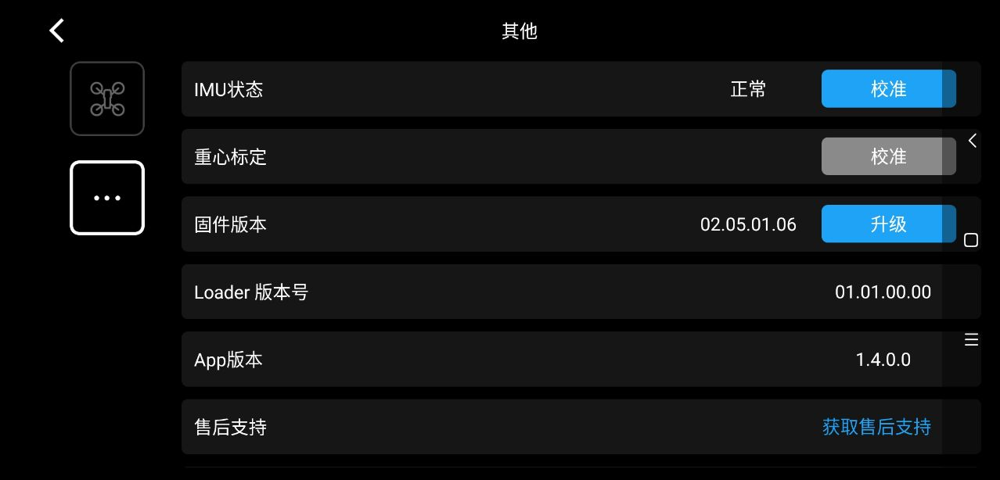 其他
IMU状态 正常 校准
重心标定 校准
固件版本 02.05.01.06 升级
Loader 版本号 01.01.00.00
App版本 1.4.0.0
售后支持 获取售后支持